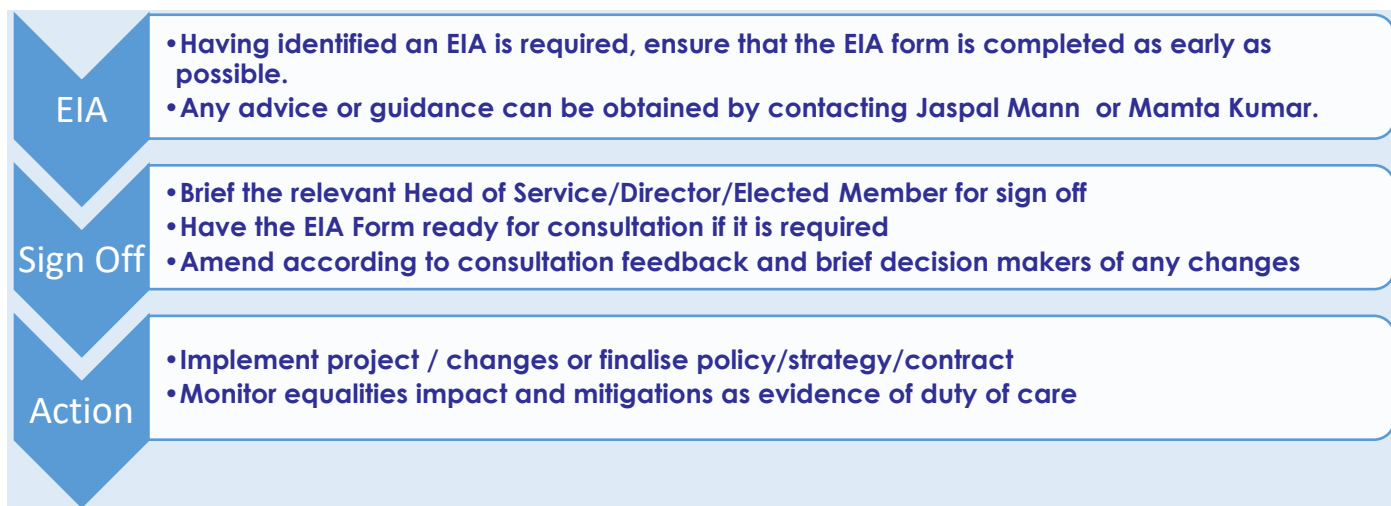 EIA
•Having identified an EIA is required, ensure that the EIA form is completed as early as
possible.
•Any advice or guidance can be obtained by contacting Jaspal Mann  or Mamta Kumar.
Sign Off
•Brief the relevant Head of Service/Director/Elected Member for sign off
•Have the EIA Form ready for consultation if it is required
•Amend according to consultation feedback and brief decision makers of any changes
Action
•Implement project / changes or finalise policy/strategy/contract
•Monitor equalities impact and mitigations as evidence of duty of care